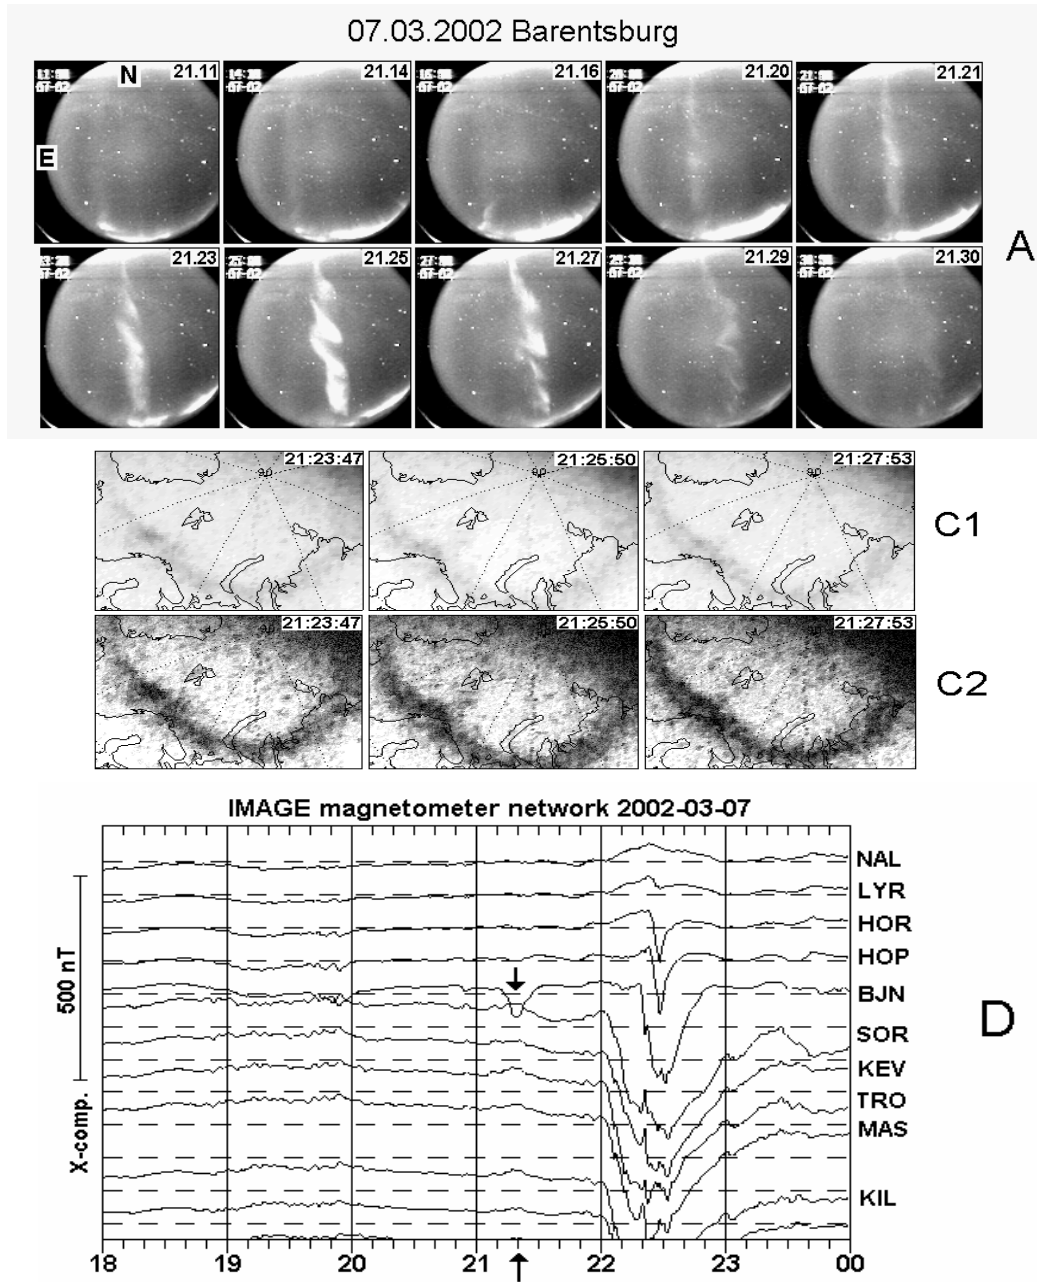 07.03.2002 Barentsburg
N
E
21.11
21.14
21.16
21.20
21.21
A
21.23
21.25
21.27
21.29
21.30
21:23:47
21:25:50
21:27:53
C1
21:23:47
21:25:50
21:27:53
C2
IMAGE magnetometer network 2002-03-07
NAL
LYR
HOR
HOP
BJN
SOR
KEV
TRO
MAS
KIL
500 nT
X-comp.
D
18 19 20 21 22 23 00